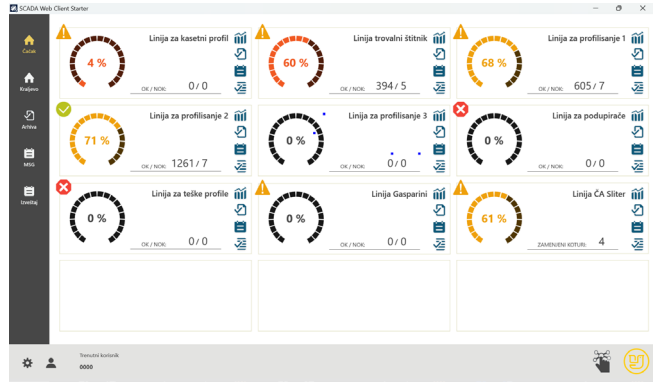 SCADA Web Client Starter
Čačak
Kraljevo
Arhiva
MSG
Izveštaj
Linija za kasetni profil
4 %
OK / NOK: 0 / 0
Linija trovalni štitnik
60 %
OK / NOK: 394 / 5
Linija za profilisanje 1
68 %
OK / NOK: 605 / 7
Linija za profilisanje 2
71 %
OK / NOK: 1261 / 7
Linija za profilisanje 3
0 %
OK / NOK: 0 / 0
Linija za podupirače
0 %
OK / NOK: 0 / 0
Linija za teške profile
0 %
OK / NOK: 0 / 0
Linija Gasparini
0 %
OK / NOK: 0 / 0
Linija ČA Sliter
61 %
ZAMENJENI KOTURI: 4
Trenutni korisnik
0000